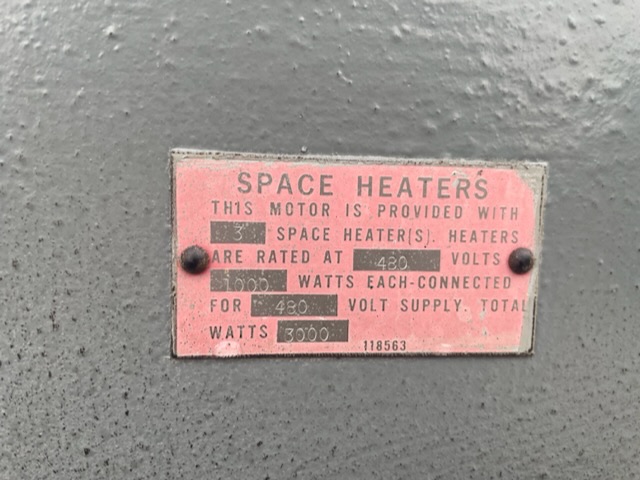 SPACE HEATERS
THIS MOTOR IS PROVIDED WITH
3 SPACE HEATER(S). HEATERS
ARE RATED AT 480 VOLTS
1000 WATTS EACH-CONNECTED
FOR 480 VOLT SUPPLY. TOTAL
WATTS 3000
118563